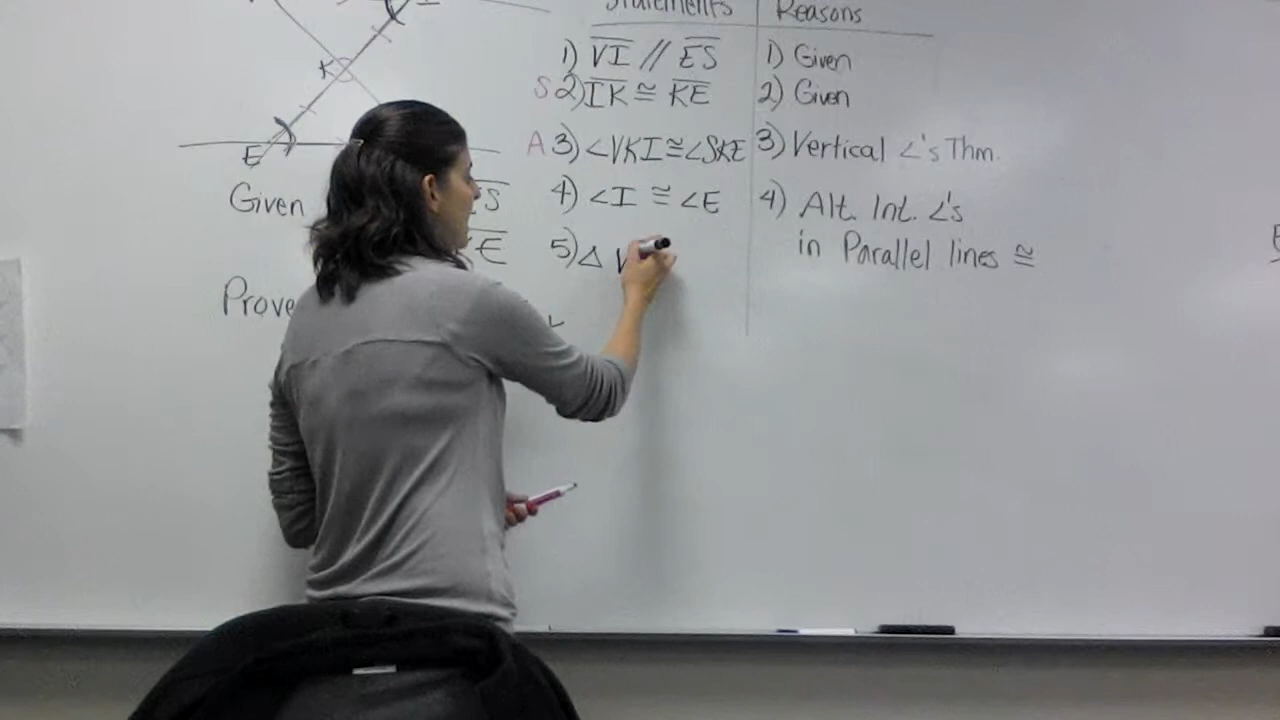 Statements Reasons
1) VI // ES 1) Given
S 2) IK ≅ KE 2) Given
K
A 3) ∠VKI ≅ ∠SKE 3) Vertical ∠'s Thm.
E
Given ES 4) ∠I ≅ ∠E 4) Alt. Int. ∠'s
E 5) △ V in Parallel lines ≅
Prove